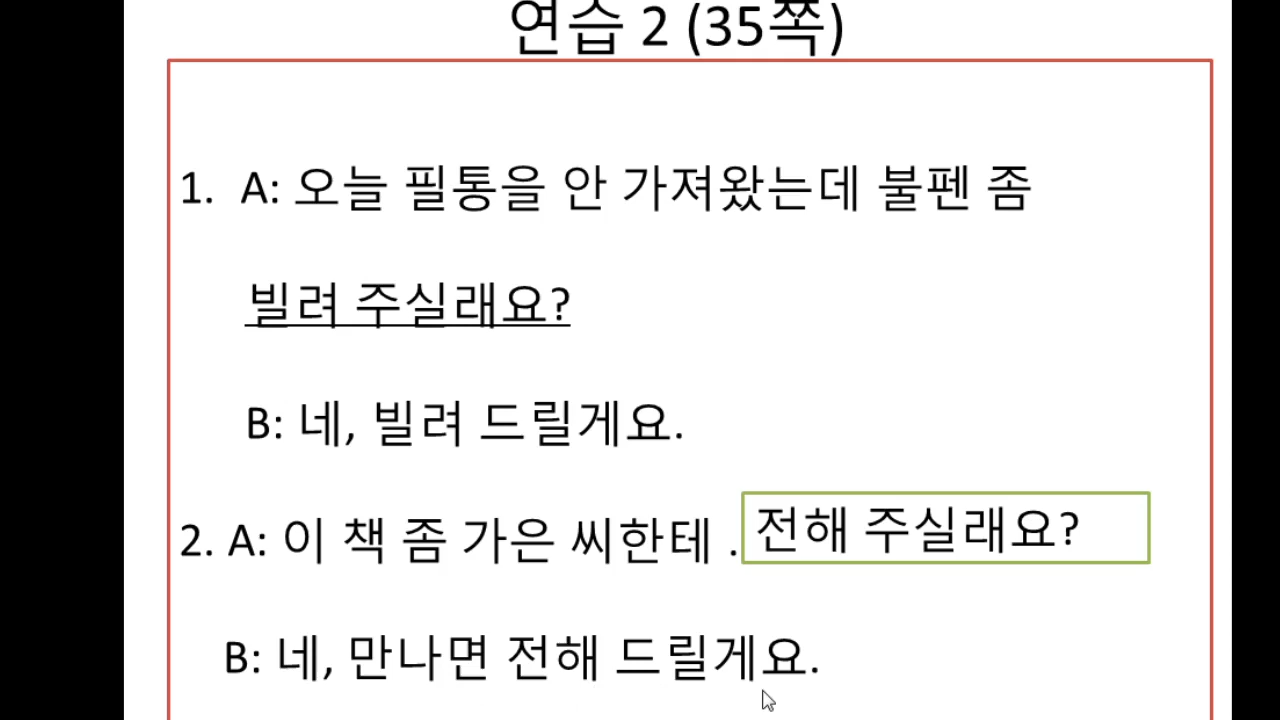 연습 2 (35쪽)
1. A: 오늘 필통을 안 가져왔는데 불펜 좀
빌려 주실래요?
B: 네, 빌려 드릴게요.
2. A: 이 책 좀 가은 씨한테 . 전해 주실래요?
B: 네, 만나면 전해 드릴게요.